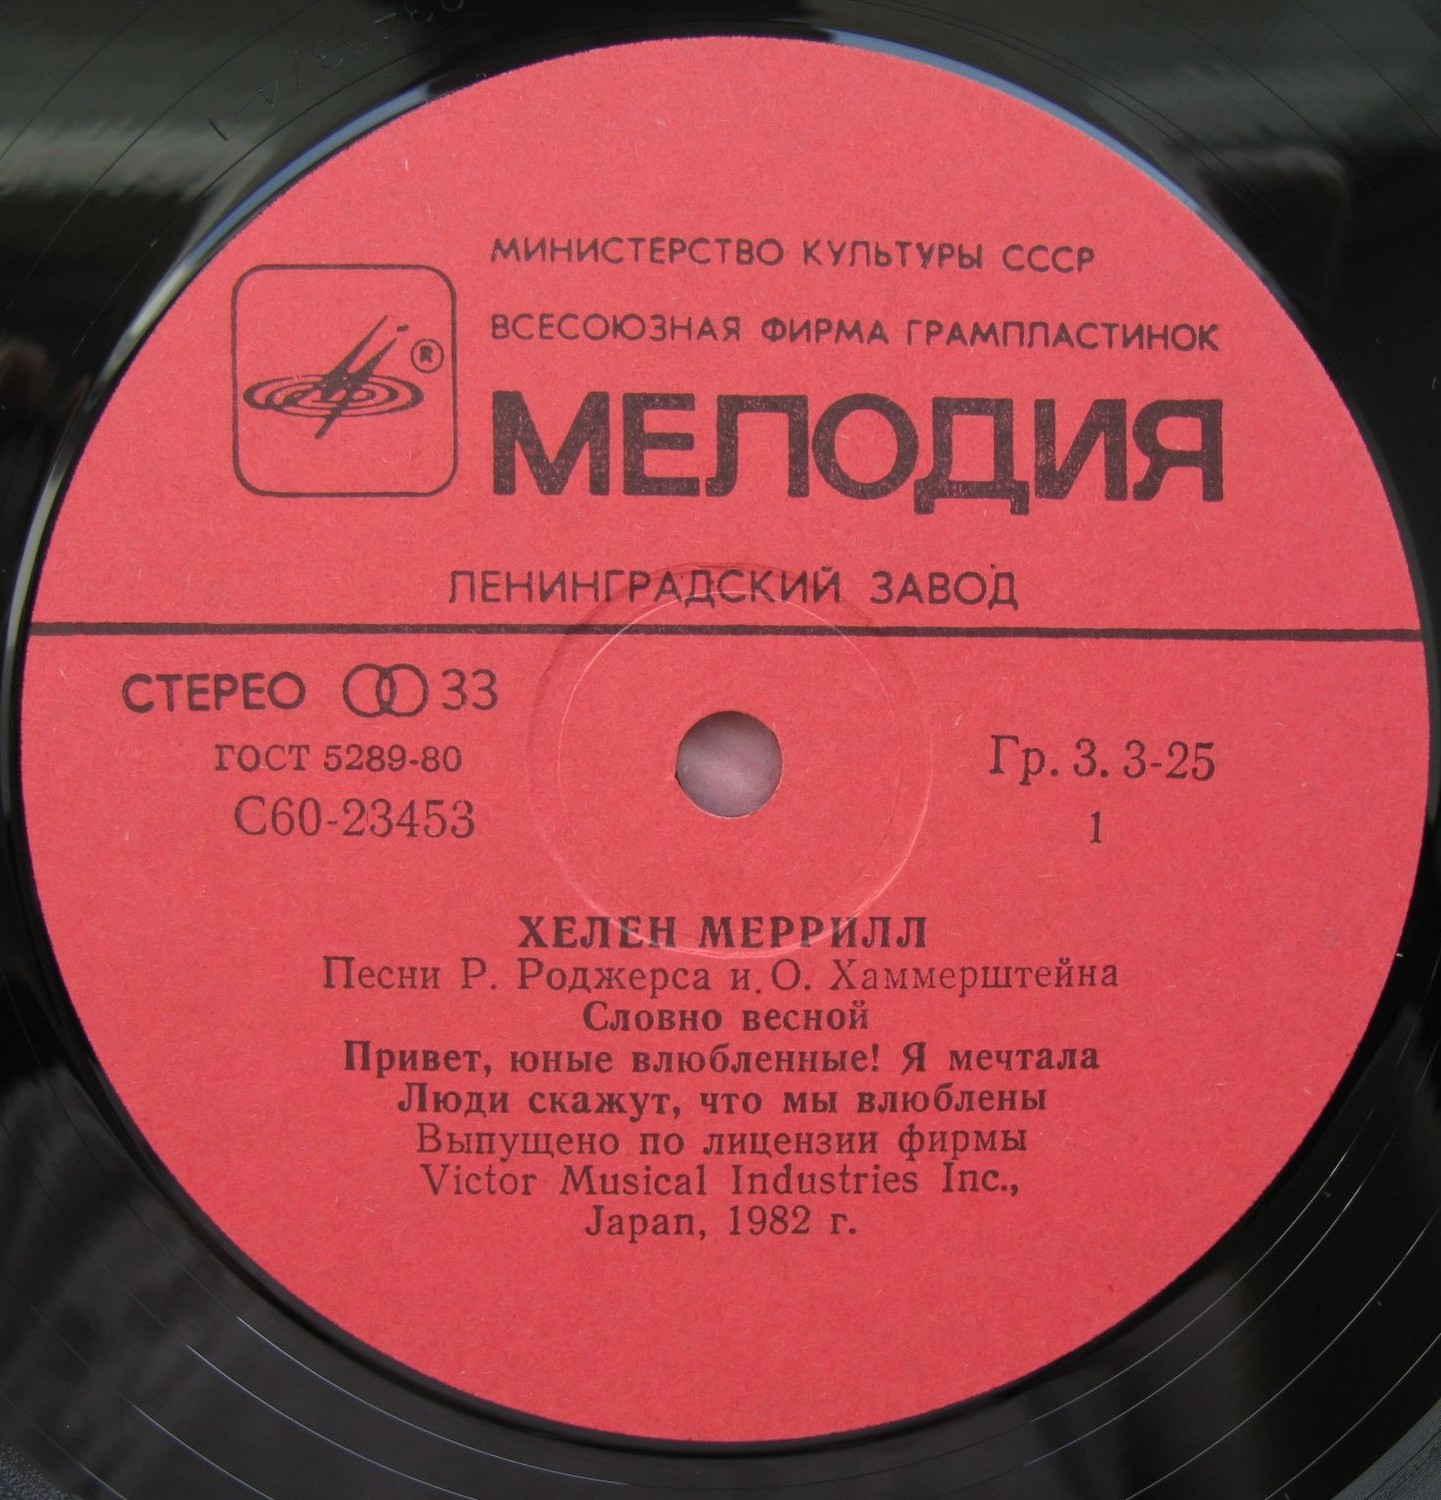 МИНИСТЕРСТВО КУЛЬТУРЫ СССР
ВСЕСОЮЗНАЯ ФИРМА ГРАМПЛАСТИНОК
®
МЕЛОДИЯ
ЛЕНИНГРАДСКИЙ ЗАВОД
СТЕРЕО 33
ГОСТ 5289-80
С60-23453
Гр. 3. 3-25
1
ХЕЛЕН МЕРРИЛЛ
Песни Р. Роджерса и О. Хаммерштейна
Словно весной
Привет, юные влюбленные! Я мечтала
Люди скажут, что мы влюблены
Выпущено по лицензии фирмы
Victor Musical Industries Inc.,
Japan, 1982 г.